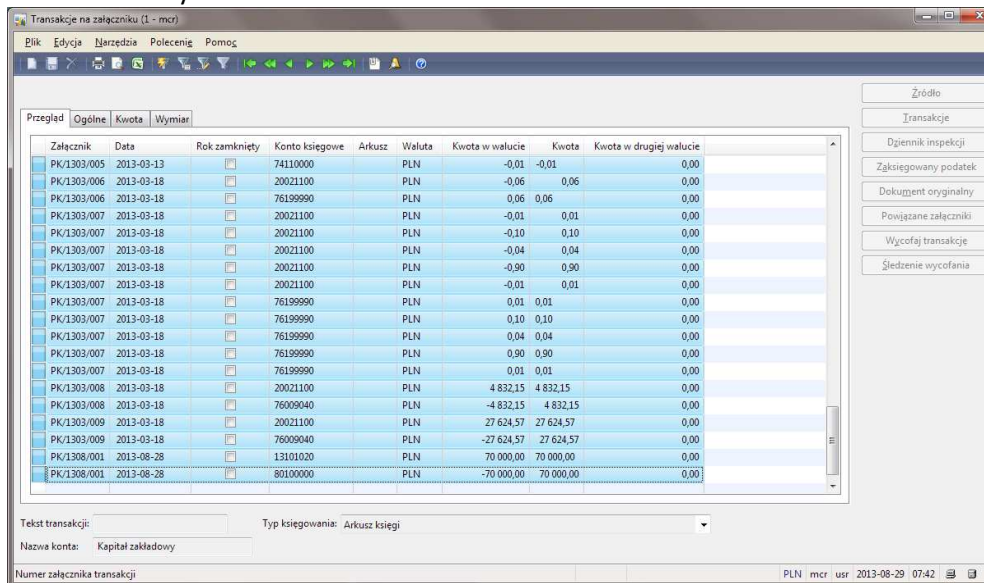 Transakcje na załączniku (1 - mcr)
Plik Edycja Narzędzia Polecenię Pomoc
Źródło
Przegląd Ogólne Kwota Wymiar Transakcje
Załącznik Data Rok zamknięty Konto księgowe Arkusz Waluta Kwota w walucie Kwota Kwota w drugiej walucie Dziennik inspekcji
PK/1303/005 2013-03-13 74110000 PLN -0,01 -0,01 0,00 Zaksięgowany podatek
PK/1303/006 2013-03-18 20021100 PLN -0,06 0,06 0,00
PK/1303/006 2013-03-18 76199990 PLN 0,06 0,06 0,00 Dokument oryginalny
PK/1303/007 2013-03-18 20021100 PLN -0,01 0,01 0,00 Powiązane załączniki
PK/1303/007 2013-03-18 20021100 PLN -0,10 0,10 0,00
PK/1303/007 2013-03-18 20021100 PLN -0,04 0,04 0,00 Wycofaj transakcję
PK/1303/007 2013-03-18 20021100 PLN -0,90 0,90 0,00 Śledzenie wycofania
PK/1303/007 2013-03-18 20021100 PLN -0,01 0,01 0,00
PK/1303/007 2013-03-18 76199990 PLN 0,01 0,01 0,00
PK/1303/007 2013-03-18 76199990 PLN 0,10 0,10 0,00
PK/1303/007 2013-03-18 76199990 PLN 0,04 0,04 0,00
PK/1303/007 2013-03-18 76199990 PLN 0,90 0,90 0,00
PK/1303/007 2013-03-18 76199990 PLN 0,01 0,01 0,00
PK/1303/008 2013-03-18 20021100 PLN 4 832,15 4 832,15 0,00
PK/1303/008 2013-03-18 76009040 PLN -4 832,15 4 832,15 0,00
PK/1303/009 2013-03-18 20021100 PLN 27 624,57 27 624,57 0,00
PK/1303/009 2013-03-18 76009040 PLN -27 624,57 27 624,57 0,00
PK/1308/001 2013-08-28 13101020 PLN 70 000,00 70 000,00 0,00
PK/1308/001 2013-08-28 80100000 PLN -70 000,00 70 000,00 0,00
Tekst transakcji: Typ księgowania: Arkusz księgi
Nazwa konta: Kapitał zakładowy
Numer załącznika transakcji PLN mcr usr 2013-08-29 07:42